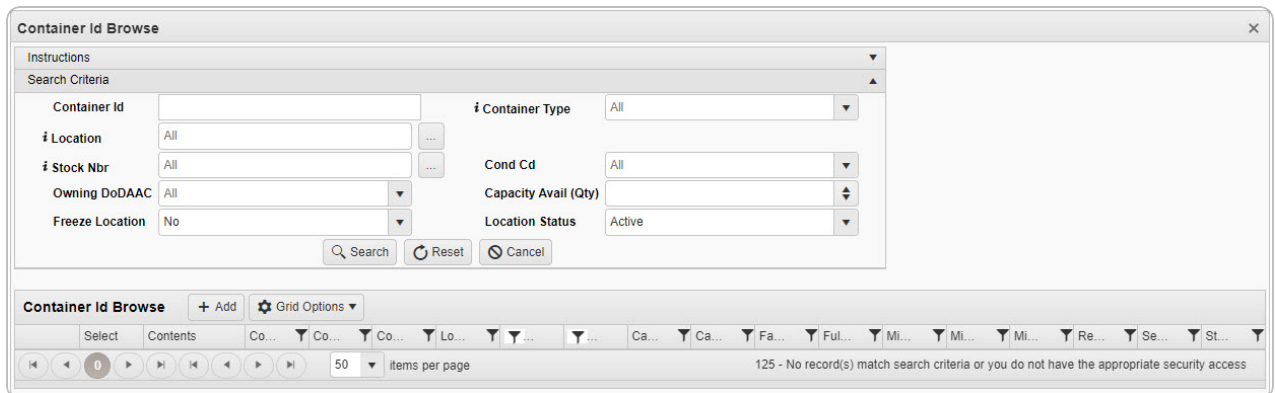 Container Id Browse
Instructions
Search Criteria
Container Id
i Container Type All
i Location All ...
i Stock Nbr All ... Cond Cd All
Owning DoDAAC All Capacity Avail (Qty)
Freeze Location No Location Status Active
Search Reset Cancel
Container Id Browse + Add Grid Options
Select Contents Co... Co... Co... Lo... ... ... Ca... Ca... Fa... Ful... Mi... Mi... Mi... Re... Se... St...
0 50 items per page 125 - No record(s) match search criteria or you do not have the appropriate security access